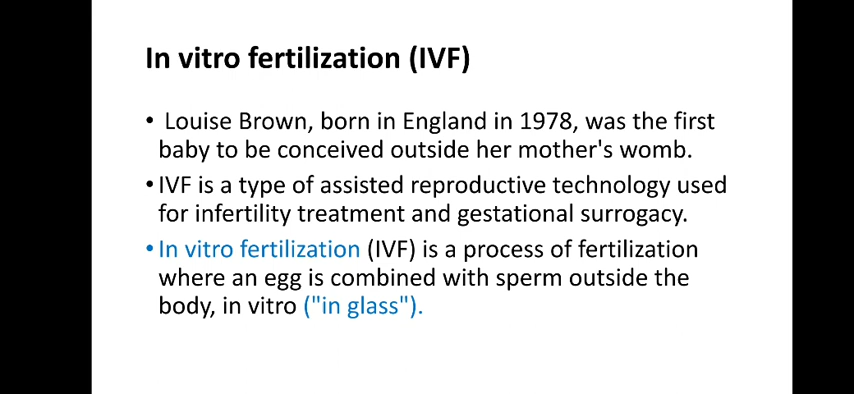 In vitro fertilization (IVF)
• Louise Brown, born in England in 1978, was the first
baby to be conceived outside her mother's womb.
• IVF is a type of assisted reproductive technology used
for infertility treatment and gestational surrogacy.
• In vitro fertilization (IVF) is a process of fertilization
where an egg is combined with sperm outside the
body, in vitro ("in glass").